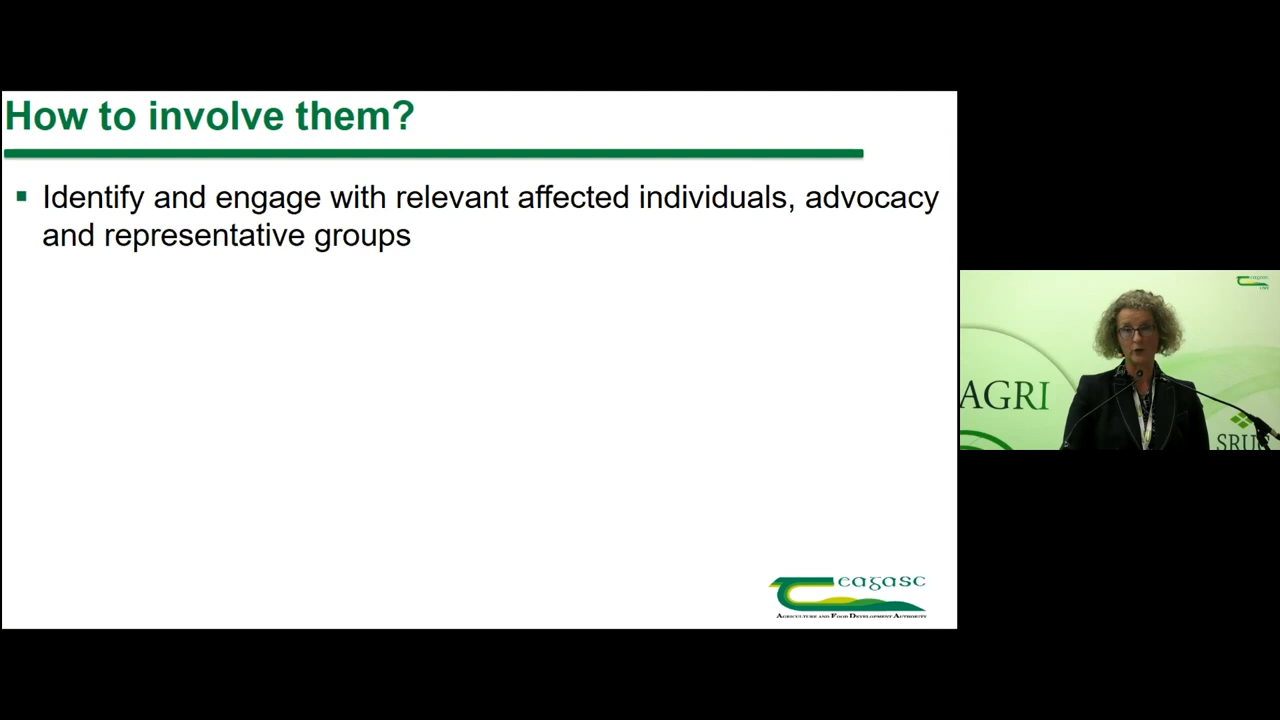 How to involve them?
Identify and engage with relevant affected individuals, advocacy
and representative groups
eagasc
AGRICULTURE AND FOOD DEVELOPMENT AUTHORITY
AGRI
SRUC